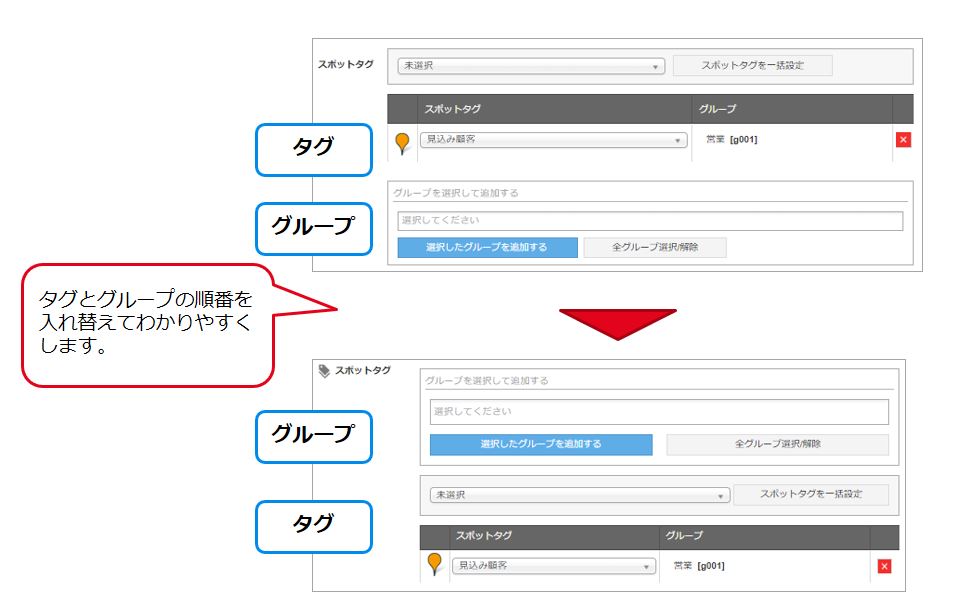 スポットタグ
未選択
スポットタグを一括設定
スポットタグ
グループ
タグ
見込み顧客
営業 [g001]
グループを選択して追加する
グループ
選択してください
選択したグループを追加する
全グループ選択/解除
タグとグループの順番を
入れ替えてわかりやすく
します。
スポットタグ
グループを選択して追加する
選択してください
グループ
選択したグループを追加する
全グループ選択/解除
未選択
スポットタグを一括設定
タグ
スポットタグ
グループ
見込み顧客
営業 [g001]